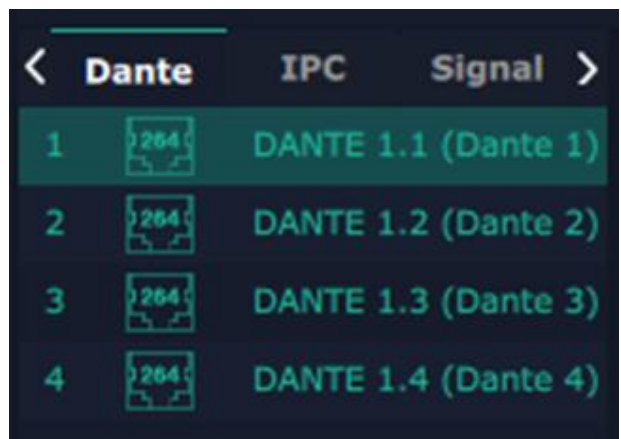 < Dante IPC Signal >
1 264 DANTE 1.1 (Dante 1)
2 264 DANTE 1.2 (Dante 2)
3 264 DANTE 1.3 (Dante 3)
4 264 DANTE 1.4 (Dante 4)